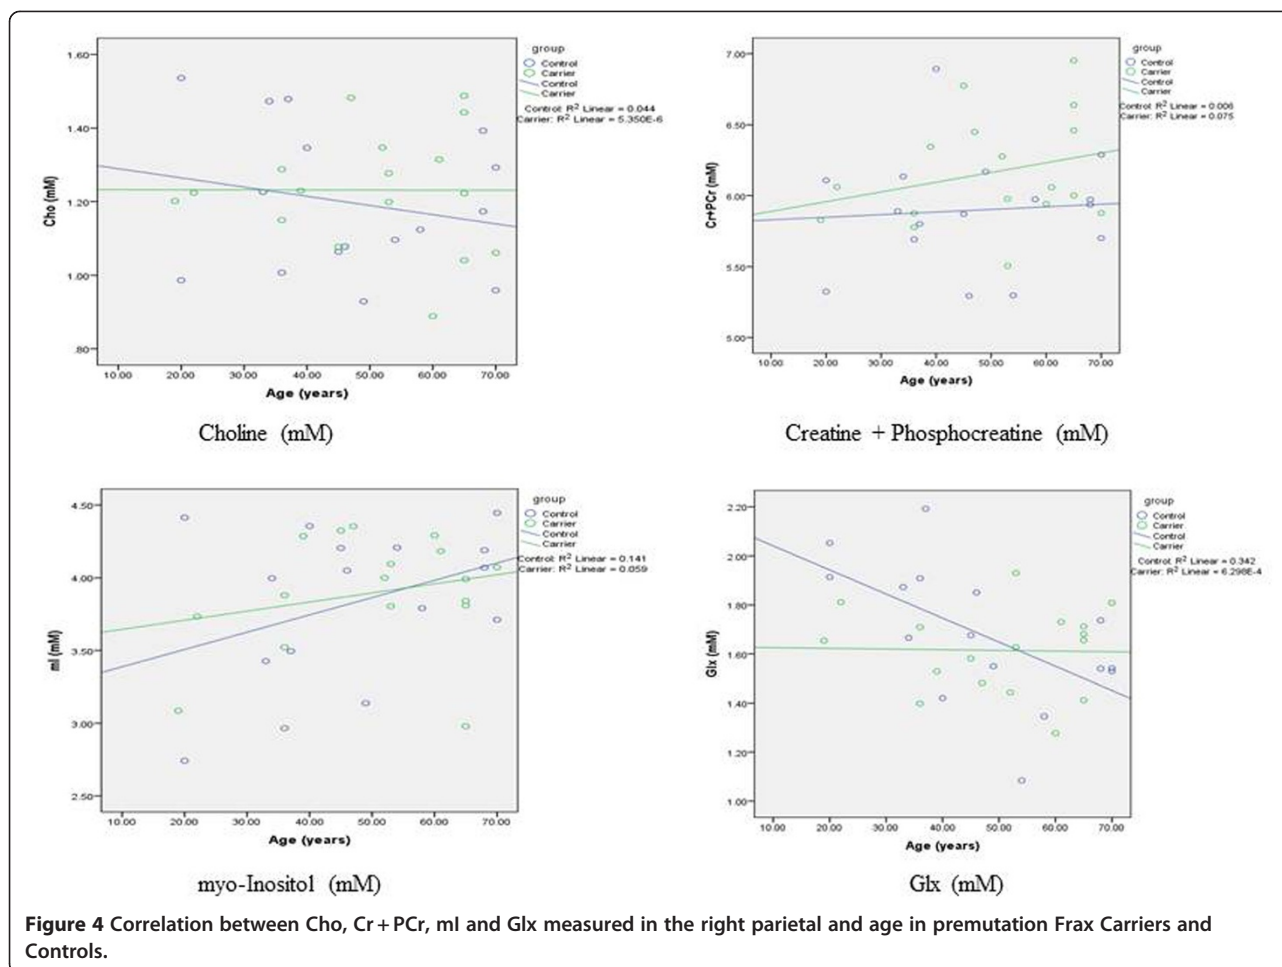 1.60
1.40
1.20
1.00
.80
Cho (mM)
10.00 20.00 30.00 40.00 50.00 60.00 70.00
Age (years)
group
Control
Carrier
Control
Carrier
Control: R² Linear = 0.044
Carrier: R² Linear = 5.350E-6
Choline (mM)
7.00
6.50
6.00
5.50
5.00
Cr+PCr (mM)
10.00 20.00 30.00 40.00 50.00 60.00 70.00
Age (years)
group
Control
Carrier
Control
Carrier
Control: R² Linear = 0.006
Carrier: R² Linear = 0.075
Creatine + Phosphocreatine (mM)
4.50
4.00
3.50
3.00
2.50
mI (mM)
10.00 20.00 30.00 40.00 50.00 60.00 70.00
Age (years)
group
Control
Carrier
Control
Carrier
Control: R² Linear = 0.141
Carrier: R² Linear = 0.059
myo-Inositol (mM)
2.20
2.00
1.80
1.60
1.40
1.20
1.00
Glx (mM)
10.00 20.00 30.00 40.00 50.00 60.00 70.00
Age (years)
group
Control
Carrier
Control
Carrier
Control: R² Linear = 0.342
Carrier: R² Linear = 6.298E-4
Glx (mM)
Figure 4 Correlation between Cho, Cr + PCr, mI and Glx measured in the right parietal and age in premutation Frax Carriers and
Controls.